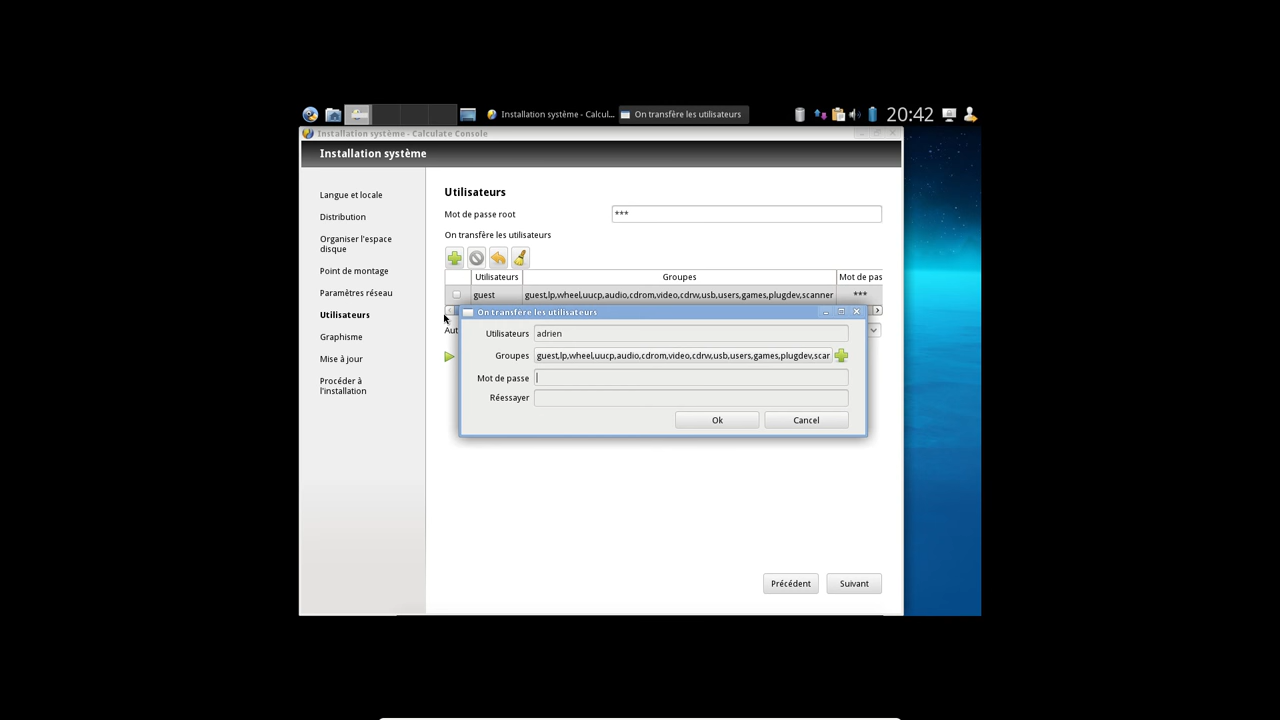 Installation système - Calcul... On transfère les utilisateurs 20:42
Installation système - Calculate Console
Installation système
Langue et locale
Distribution
Organiser l'espace
disque
Point de montage
Paramètres réseau
Utilisateurs
Graphisme
Mise à jour
Procéder à
l'installation
Utilisateurs
Mot de passe root ***
On transfère les utilisateurs
Utilisateurs Groupes Mot de pas
guest guest,lp,wheel,uucp,audio,cdrom,video,cdrw,usb,users,games,plugdev,scanner ***
Aut
On transfère les utilisateurs
Utilisateurs adrien
Groupes guest,lp,wheel,uucp,audio,cdrom,video,cdrw,usb,users,games,plugdev,scar
Mot de passe
Réessayer
Ok Cancel
Précédent Suivant